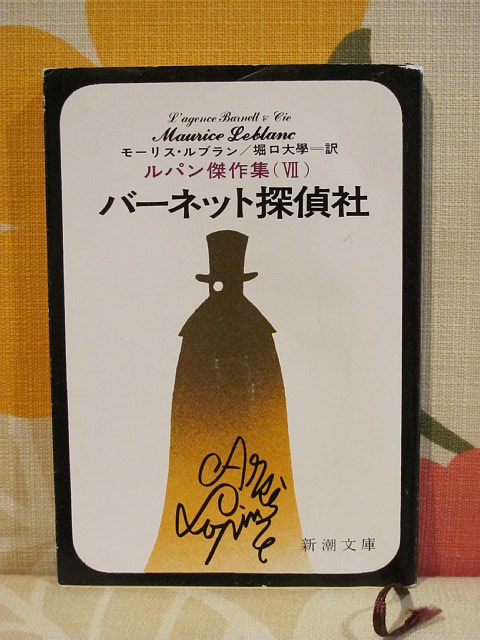 L'agence Barnett & Cie
Maurice Leblanc
モーリス・ルブラン/堀口大學=訳
ルパン傑作集(Ⅶ)
バーネット探偵社
Arsène
Lupin
新潮文庫